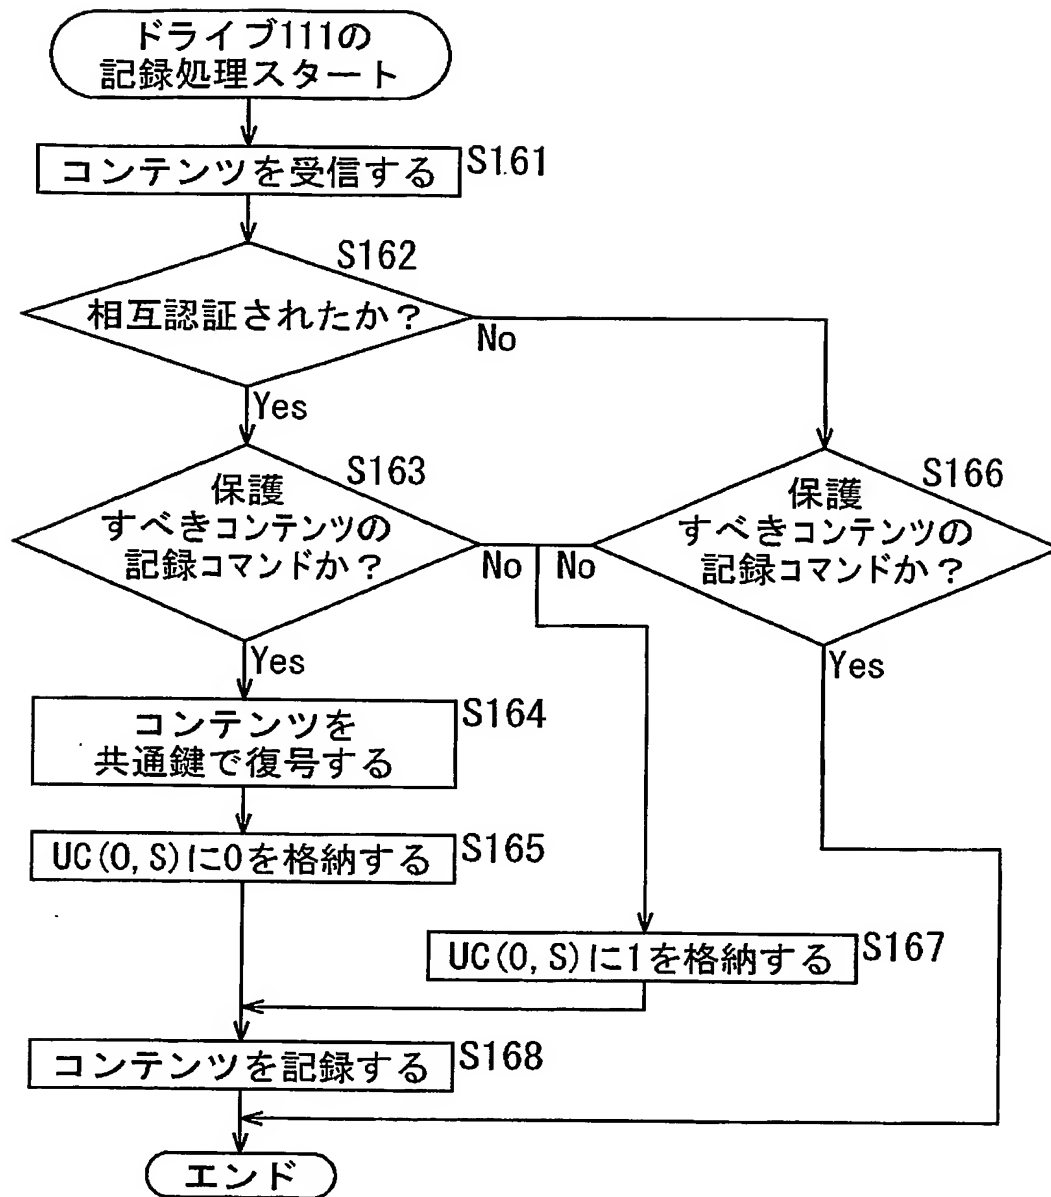 ドライブ111の
記録処理スタート
コンテンツを受信する
S161
S162
相互認証されたか？
No
Yes
S163
保護
すべきコンテンツの
記録コマンドか？
No
Yes
S166
保護
すべきコンテンツの
記録コマンドか？
No
Yes
コンテンツを
共通鍵で復号する
S164
UC(0,S)に0を格納する
S165
UC(0,S)に1を格納する
S167
コンテンツを記録する
S168
エンド